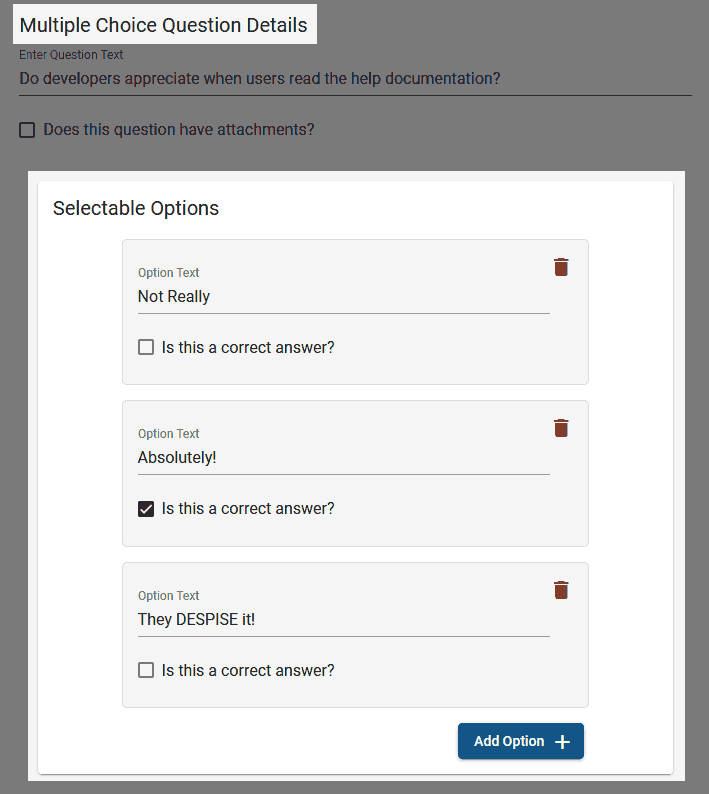 Multiple Choice Question Details
Enter Question Text
Do developers appreciate when users read the help documentation?
Does this question have attachments?
Selectable Options
Option Text
Not Really
Is this a correct answer?
Option Text
Absolutely!
Is this a correct answer?
Option Text
They DESPISE it!
Is this a correct answer?
Add Option